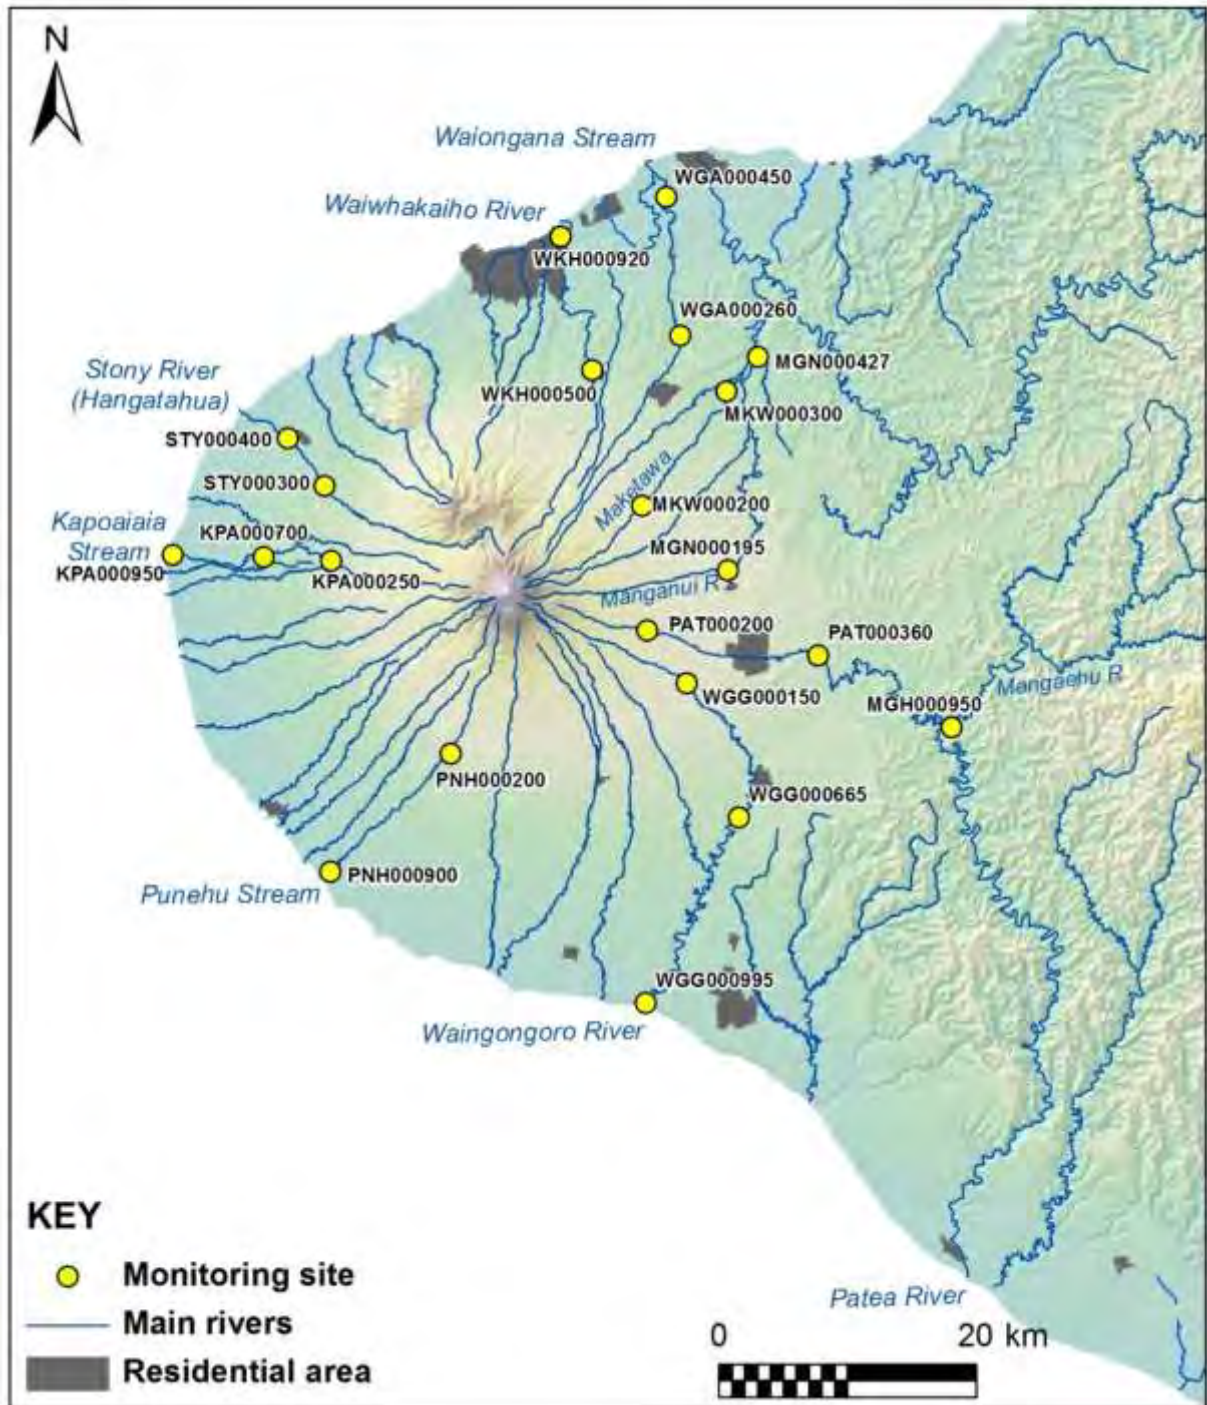 N
Waiongana Stream
WGA000450
Waiwhakaiho River
WKH000920
WGA000260
MGN000427
Stony River
(Hangatahua)
WKH000500
MKW000300
STY000400
STY000300
Maketawa
MKW000200
Kapoaiaia
Stream
KPA000700
KPA000950
KPA000250
MGN000195
Manganui R
PAT000200
PAT000360
Mangaehu R
WGG000150
MGH000950
PNH000200
WGG000665
PNH000900
Punehu Stream
WGG000995
Waingongoro River
KEY
Monitoring site
Main rivers
Residential area
Patea River
0 20 km